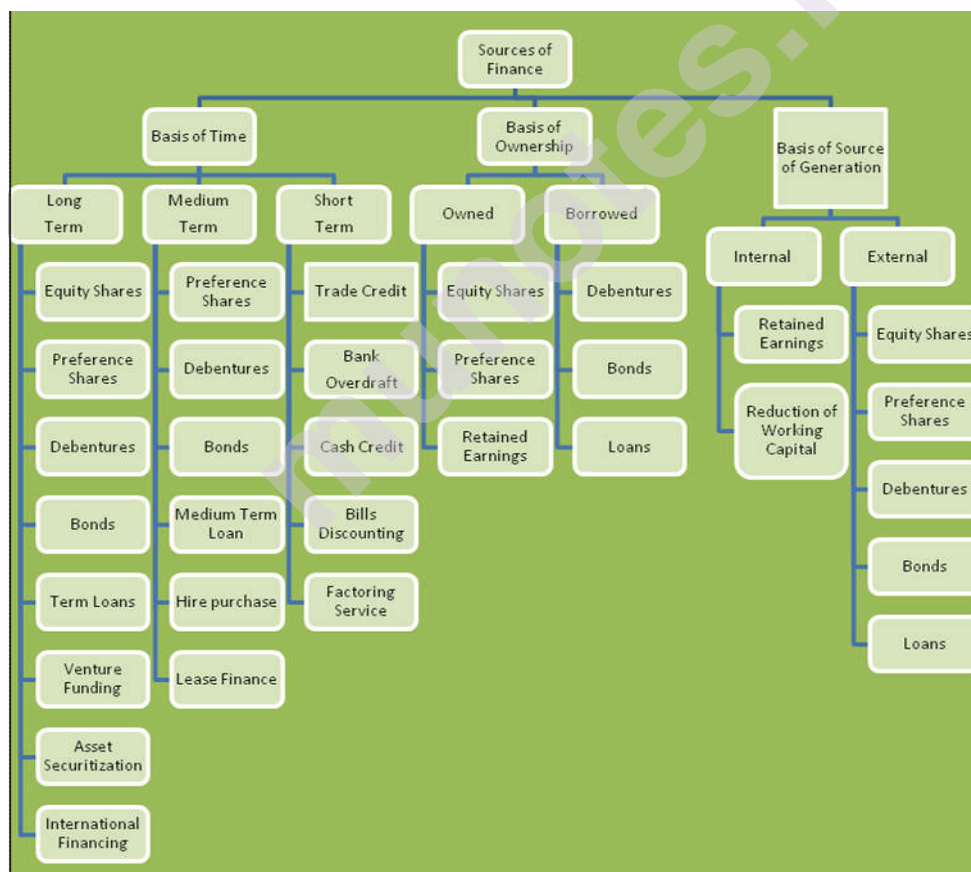 Sources of
Finance
Basis of Time
Basis of
Ownership
Basis of Source
of Generation
Long
Term
Medium
Term
Short
Term
Owned
Borrowed
Internal
External
Equity Shares
Preference
Shares
Debentures
Bonds
Term Loans
Venture
Funding
Asset
Securitization
International
Financing
Preference
Shares
Debentures
Bonds
Medium Term
Loan
Hire purchase
Lease Finance
Trade Credit
Bank
Overdraft
Cash Credit
Bills
Discounting
Factoring
Service
Equity Shares
Preference
Shares
Retained
Earnings
Debentures
Bonds
Loans
Retained
Earnings
Reduction of
Working
Capital
Equity Shares
Preference
Shares
Debentures
Bonds
Loans
munotes.i